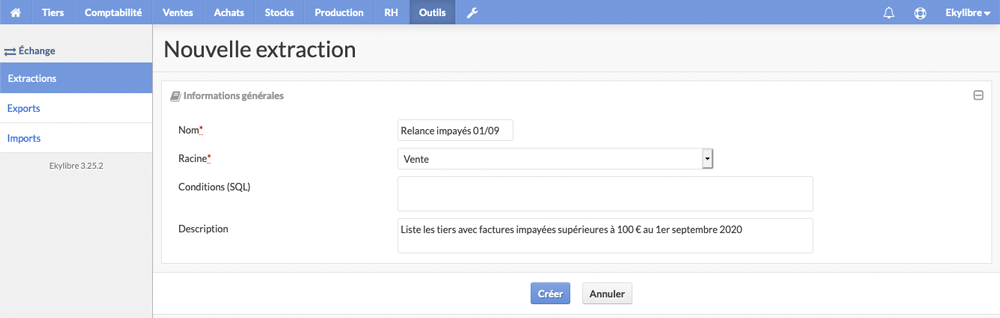 Tiers Comptabilité Ventes Achats Stocks Production RH Outils Ekylibre
Échange
Extractions
Exports
Imports
Ekylibre 3.25.2
Nouvelle extraction
Informations générales
Nom* Relance impayés 01/09
Racine* Vente
Conditions (SQL)
Description Liste les tiers avec factures impayées supérieures à 100 € au 1er septembre 2020
Créer Annuler